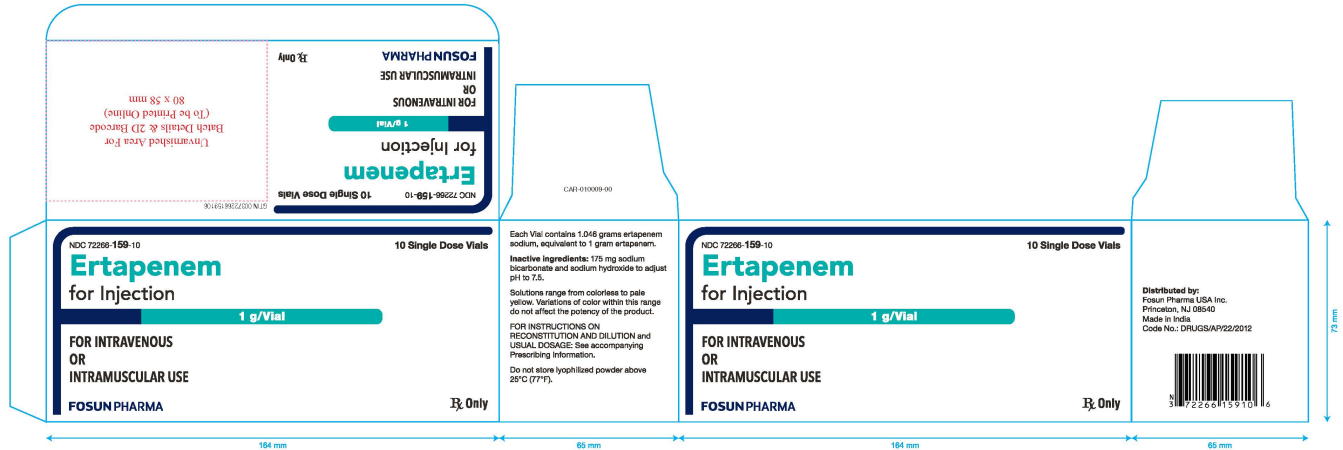 Unvarnished Area For
Batch Details & 2D Barcode
(To be Printed Online)
80 x 58 mm
GTIN 00372266159106
NDC 72266-159-10
10 Single Dose Vials
Ertapenem
for Injection
1 g/Vial
FOR INTRAVENOUS
OR
INTRAMUSCULAR USE
FOSUN PHARMA
Rx Only
CAR-010009-00
NDC 72266-159-10
10 Single Dose Vials
Ertapenem
for Injection
1 g/Vial
FOR INTRAVENOUS
OR
INTRAMUSCULAR USE
FOSUN PHARMA
Rx Only
Each Vial contains 1.046 grams ertapenem
sodium, equivalent to 1 gram ertapenem.
Inactive ingredients: 175 mg sodium
bicarbonate and sodium hydroxide to adjust
pH to 7.5.
Solutions range from colorless to pale
yellow. Variations of color within this range
do not affect the potency of the product.
FOR INSTRUCTIONS ON
RECONSTITUTION AND DILUTION and
USUAL DOSAGE: See accompanying
Prescribing Information.
Do not store lyophilized powder above
25°C (77°F).
NDC 72266-159-10
10 Single Dose Vials
Ertapenem
for Injection
1 g/Vial
FOR INTRAVENOUS
OR
INTRAMUSCULAR USE
FOSUN PHARMA
Rx Only
Distributed by:
Fosun Pharma USA Inc.
Princeton, NJ 08540
Made in India
Code No.: DRUGS/AP/22/2012
N
3 72266 15910 6
73 mm
164 mm
65 mm
164 mm
65 mm